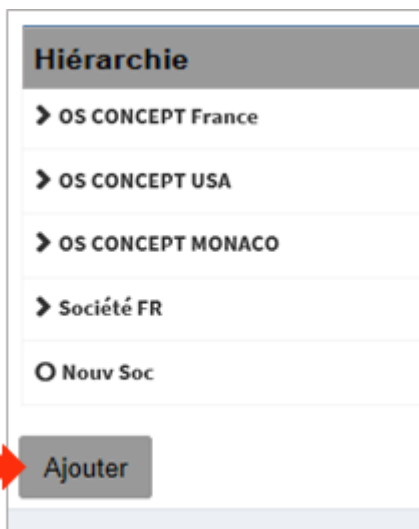 Hiérarchie
OS CONCEPT France
OS CONCEPT USA
OS CONCEPT MONACO
Société FR
Nouv Soc
Ajouter